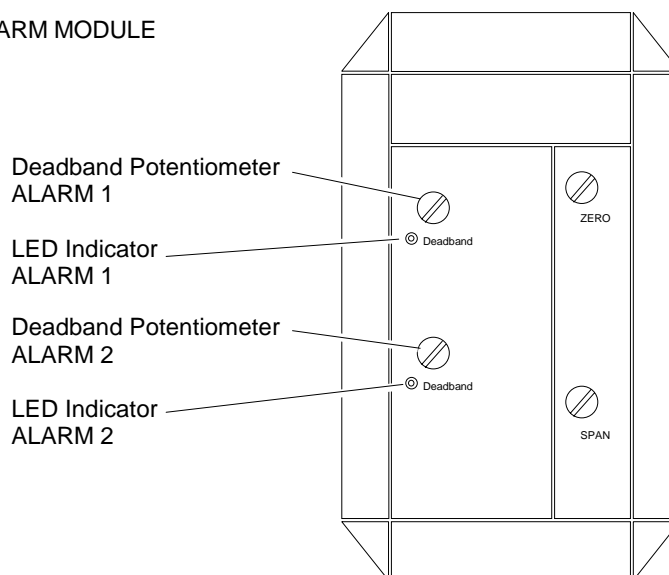 ARM MODULE
Deadband Potentiometer
ALARM 1
ZERO
LED Indicator
ALARM 1
Deadband
Deadband Potentiometer
ALARM 2
Deadband
LED Indicator
ALARM 2
SPAN